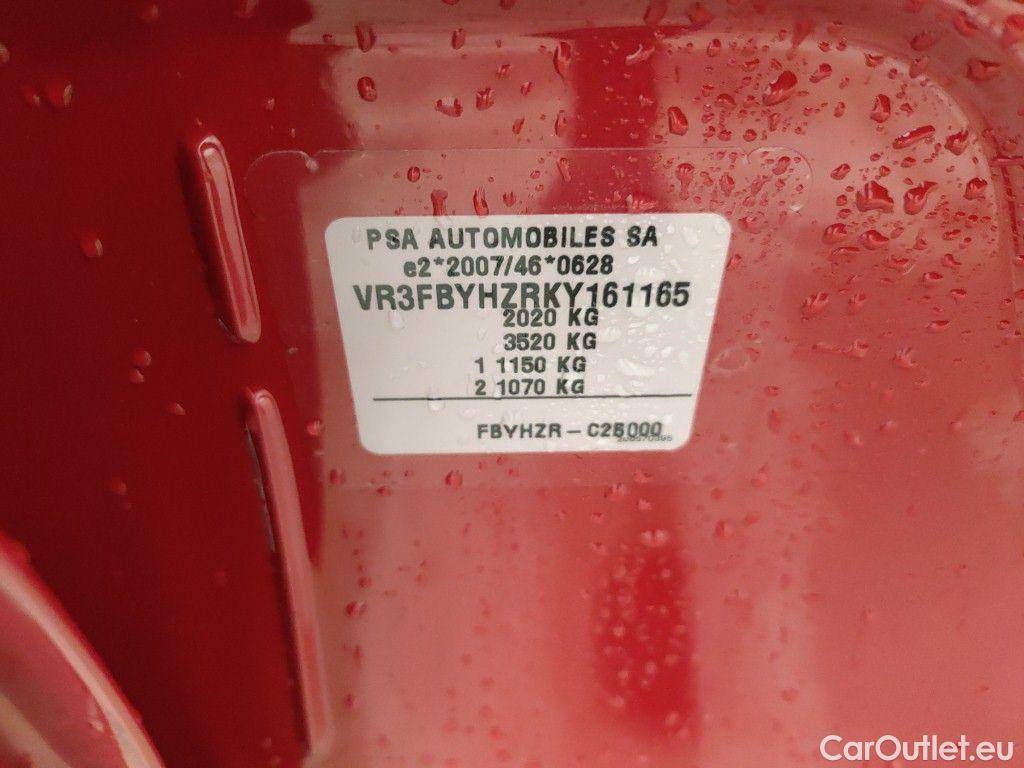 PSA AUTOMOBILES SA
e2*2007/46*0628
VR3FBYHZRKY161165
2020 KG
3520 KG
1 1150 KG
2 1070 KG
FBYHZR - C25000
CarOutlet.eu